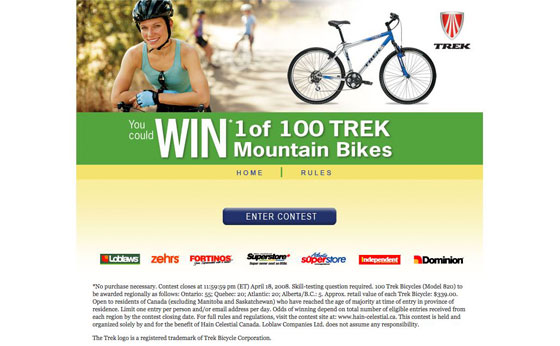 TREK
You could WIN* 1 of 100 TREK
Mountain Bikes
HOME | RULES
ENTER CONTEST
Loblaws zehrs FORTINOS Superstore* Atlantic Superstore Independent Dominion
*No purchase necessary. Contest closes at 11:59:59 pm (ET) April 18, 2008. Skill-testing question required. 100 Trek Bicycles (Model 820) to
be awarded regionally as follows: Ontario: 55; Quebec: 20; Atlantic: 20; Alberta/B.C.: 5. Approx. retail value of each Trek Bicycle: $339.00.
Open to residents of Canada (excluding Manitoba and Saskatchewan) who have reached the age of majority at time of entry in province of
residence. Limit one entry per person and/or email address per day. Odds of winning depend on total number of eligible entries received from
each region by the contest closing date. For full rules and regulations, visit the contest site at: www.hain-celestial.ca. This contest is held and
organized solely by and for the benefit of Hain Celestial Canada. Loblaw Companies Ltd. does not assume any responsibility.
The Trek logo is a registered trademark of Trek Bicycle Corporation.